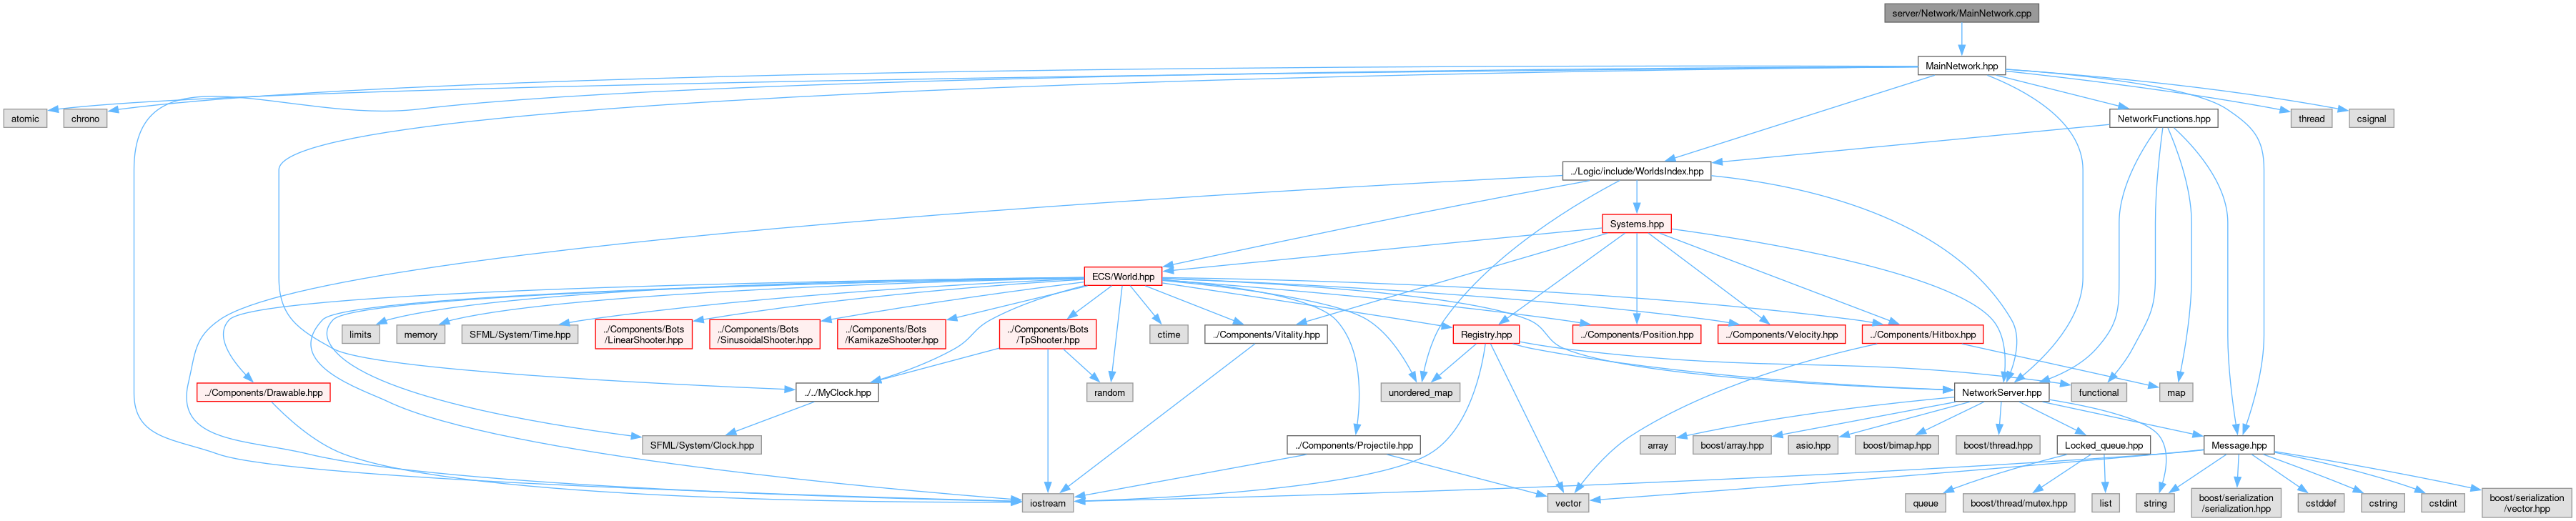 server/Network/MainNetwork.cpp
MainNetwork.hpp
atomic
chrono
NetworkFunctions.hpp
thread
csignal
../Logic/include/WorldsIndex.hpp
Systems.hpp
ECS/World.hpp
limits
memory
SFML/System/Time.hpp
../Components/Bots
/LinearShooter.hpp
../Components/Bots
/SinusoidalShooter.hpp
../Components/Bots
/KamikazeShooter.hpp
../Components/Bots
/TpShooter.hpp
ctime
../Components/Vitality.hpp
Registry.hpp
../Components/Position.hpp
../Components/Velocity.hpp
../Components/Hitbox.hpp
../Components/Drawable.hpp
../../MyClock.hpp
random
unordered_map
NetworkServer.hpp
functional
map
SFML/System/Clock.hpp
../Components/Projectile.hpp
array
boost/array.hpp
asio.hpp
boost/bimap.hpp
boost/thread.hpp
Locked_queue.hpp
Message.hpp
iostream
vector
queue
boost/thread/mutex.hpp
list
string
boost/serialization
/serialization.hpp
cstddef
cstring
cstdint
boost/serialization
/vector.hpp